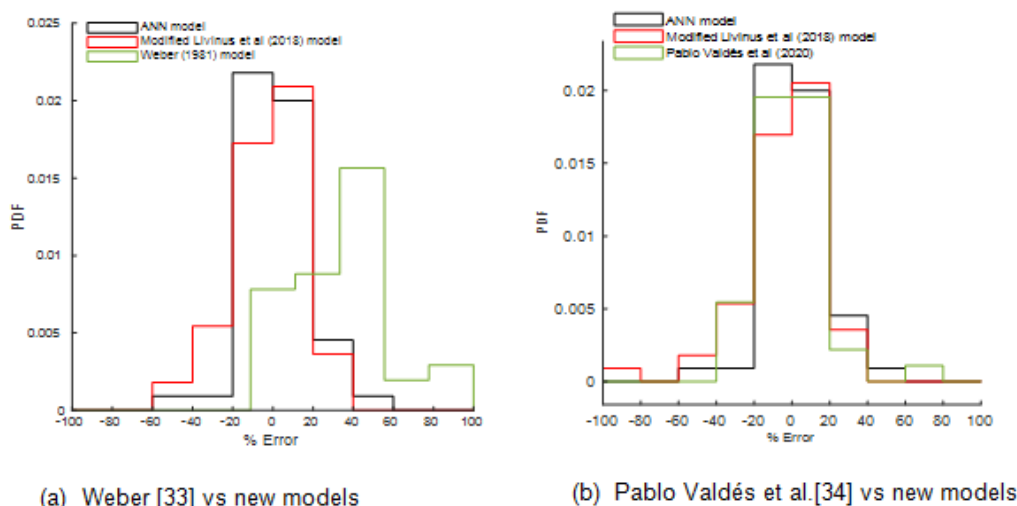 ANN model
Modified Livinus et al (2018) model
Weber (1981) model
0.025
0.02
0.015
0.01
0.005
0
PDF
-100 -80 -60 -40 -20 0 20 40 60 80 100
% Error
(a) Weber [33] vs new models
ANN model
Modified Livinus et al (2018) model
Pablo Valdés et al (2020)
0.02
0.015
0.01
0.005
0
PDF
-100 -80 -60 -40 -20 0 20 40 60 80 100
% Error
(b) Pablo Valdés et al.[34] vs new models